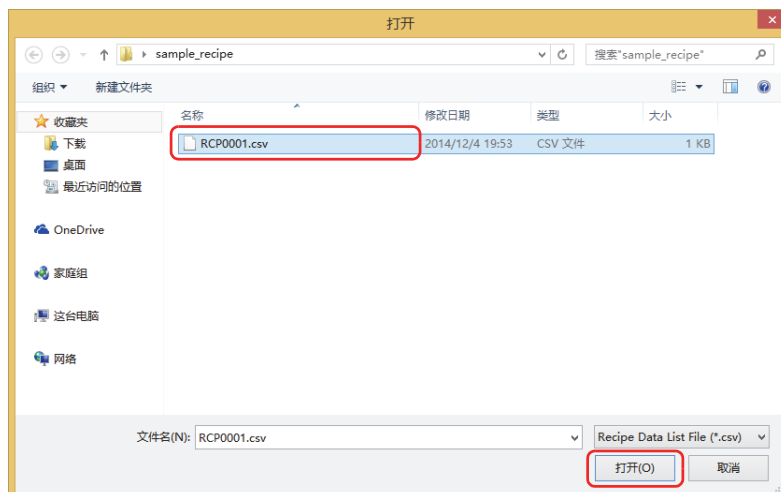 打开
sample_recipe
搜索"sample_recipe"
组织
新建文件夹
名称
修改日期
类型
大小
RCP0001.csv
2014/12/4 19:53
CSV 文件
1 KB
收藏夹
下载
桌面
最近访问的位置
OneDrive
家庭组
这台电脑
网络
文件名(N):
RCP0001.csv
Recipe Data List File (*.csv)
打开(O)
取消